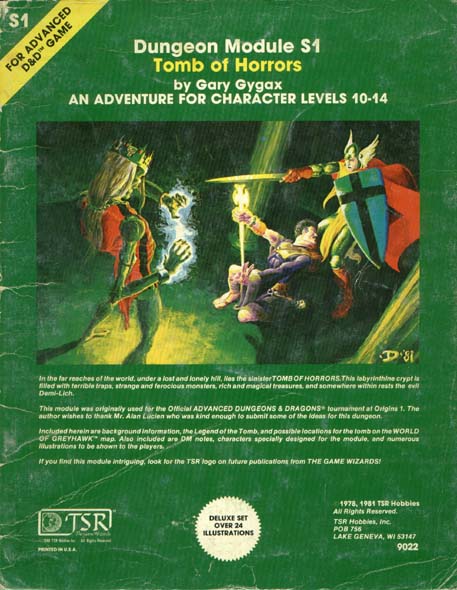 S1
FOR ADVANCED
D&D™ GAME
Dungeon Module S1
Tomb of Horrors
by Gary Gygax
AN ADVENTURE FOR CHARACTER LEVELS 10-14
D·'81
In the far reaches of the world, under a lost and lonely hill, lies the sinister TOMB OF HORRORS. This labyrinthine crypt is
filled with terrible traps, strange and ferocious monsters, rich and magical treasures, and somewhere within rests the evil
Demi-Lich.
This module was originally used for the Official ADVANCED DUNGEONS & DRAGONS® tournament at Origins 1. The
author wishes to thank Mr. Alan Lucien who was kind enough to submit some of the ideas for this dungeon.
Included herein are background information, the Legend of the Tomb, and possible locations for the tomb on the WORLD
OF GREYHAWK™ map. Also included are DM notes, characters specially designed for the module, and numerous
illustrations to be shown to the players.
If you find this module intriguing, look for the TSR logo on future publications from THE GAME WIZARDS!
TSR
PRINTED IN U.S.A.
DELUXE SET
OVER 24
ILLUSTRATIONS
1978, 1981 TSR Hobbies
All Rights Reserved.
TSR Hobbies, Inc.
POB 756
LAKE GENEVA, WI 53147
9022